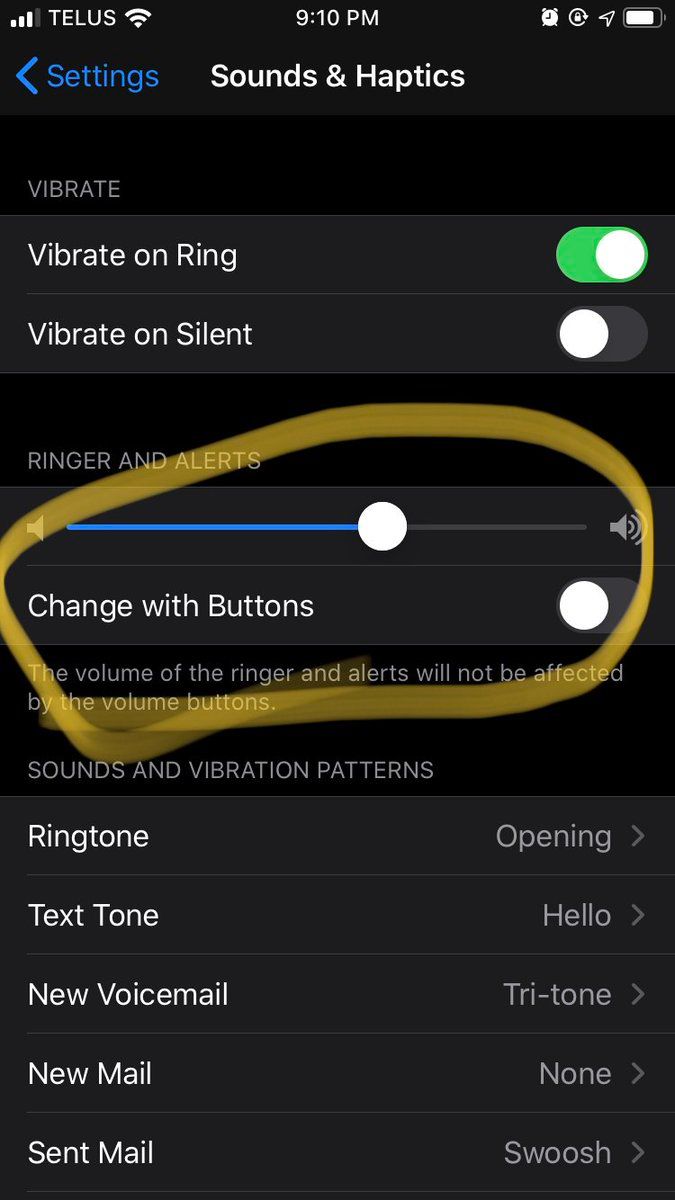 TELUS 9:10 PM
Settings Sounds & Haptics
VIBRATE
Vibrate on Ring
Vibrate on Silent
RINGER AND ALERTS
Change with Buttons
The volume of the ringer and alerts will not be affected
by the volume buttons.
SOUNDS AND VIBRATION PATTERNS
Ringtone Opening
Text Tone Hello
New Voicemail Tri-tone
New Mail None
Sent Mail Swoosh